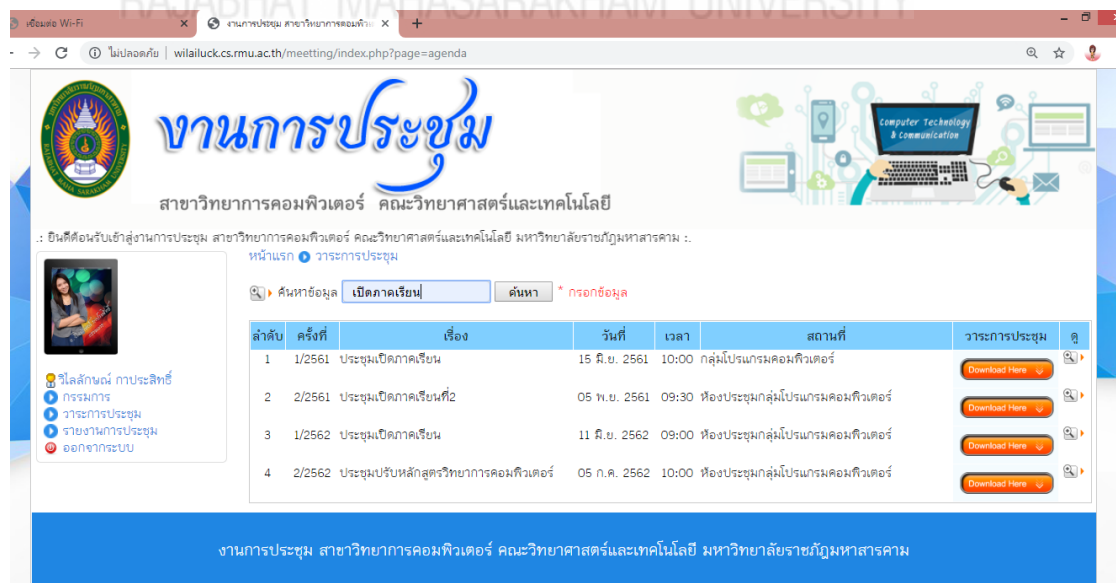 RAJABHAT MAHASARAKHAM UNIVERSITY
เชื่อมต่อ Wi-Fi
งานการประชุม สาขาวิทยาการคอมพิวเ
ไม่ปลอดภัย | wilailuck.cs.rmu.ac.th/meetting/index.php?page=agenda
งานการประชุม
Computer Technology
& Communication
RAJABHAT MAHA SARAKHAM UNIVERSITY
สาขาวิทยาการคอมพิวเตอร์ คณะวิทยาศาสตร์และเทคโนโลยี
.: ยินดีต้อนรับเข้าสู่งานการประชุม สาขาวิทยาการคอมพิวเตอร์ คณะวิทยาศาสตร์และเทคโนโลยี มหาวิทยาลัยราชภัฏมหาสารคาม :.
หน้าแรก วาระการประชุม
ค้นหาข้อมูล เปิดภาคเรียน ค้นหา * กรอกข้อมูล
ลำดับ ครั้งที่ เรื่อง วันที่ เวลา สถานที่ วาระการประชุม ดู
1 1/2561 ประชุมเปิดภาคเรียน 15 มิ.ย. 2561 10:00 กลุ่มโปรแกรมคอมพิวเตอร์ Download Here
2 2/2561 ประชุมเปิดภาคเรียนที่2 05 พ.ย. 2561 09:30 ห้องประชุมกลุ่มโปรแกรมคอมพิวเตอร์ Download Here
3 1/2562 ประชุมเปิดภาคเรียน 11 มิ.ย. 2562 09:00 ห้องประชุมกลุ่มโปรแกรมคอมพิวเตอร์ Download Here
4 2/2562 ประชุมปรับหลักสูตรวิทยาการคอมพิวเตอร์ 05 ก.ค. 2562 10:00 ห้องประชุมกลุ่มโปรแกรมคอมพิวเตอร์ Download Here
วิไลลักษณ์ กาประสิทธิ์
กรรมการ
วาระการประชุม
รายงานการประชุม
ออกจากระบบ
งานการประชุม สาขาวิทยาการคอมพิวเตอร์ คณะวิทยาศาสตร์และเทคโนโลยี มหาวิทยาลัยราชภัฏมหาสารคาม